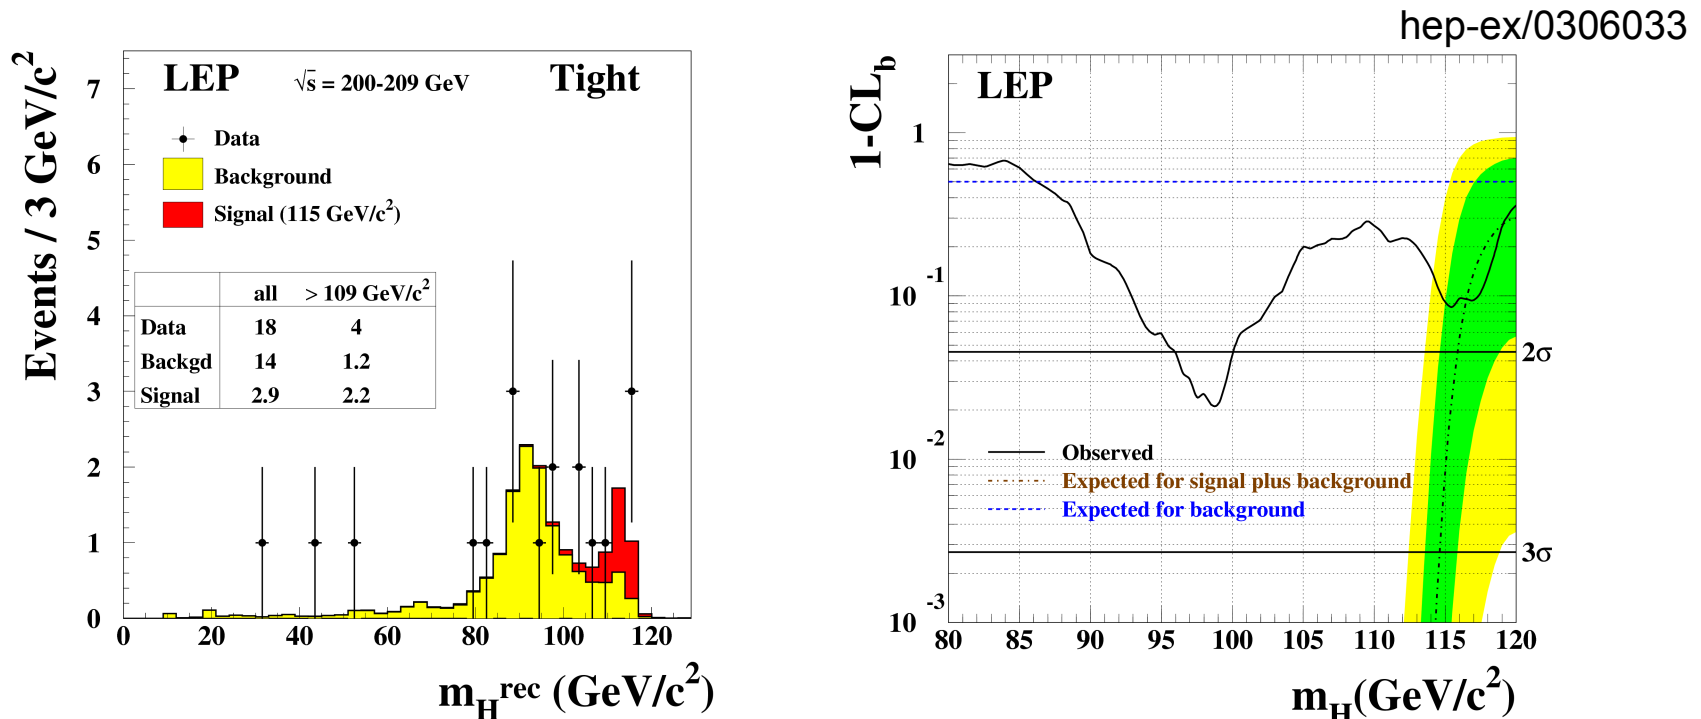 hep-ex/0306033
LEP √s = 200-209 GeV Tight
Data
Background
Signal (115 GeV/c²)
all > 109 GeV/c²
Data 18 4
Backgd 14 1.2
Signal 2.9 2.2
Events / 3 GeV/c²
7
6
5
4
3
2
1
0
0 20 40 60 80 100 120
m_H^rec (GeV/c²)
LEP
1-CL_b
1
10^-1
10^-2
10^-3
2σ
3σ
Observed
Expected for signal plus background
Expected for background
80 85 90 95 100 105 110 115 120
m_H(GeV/c²)